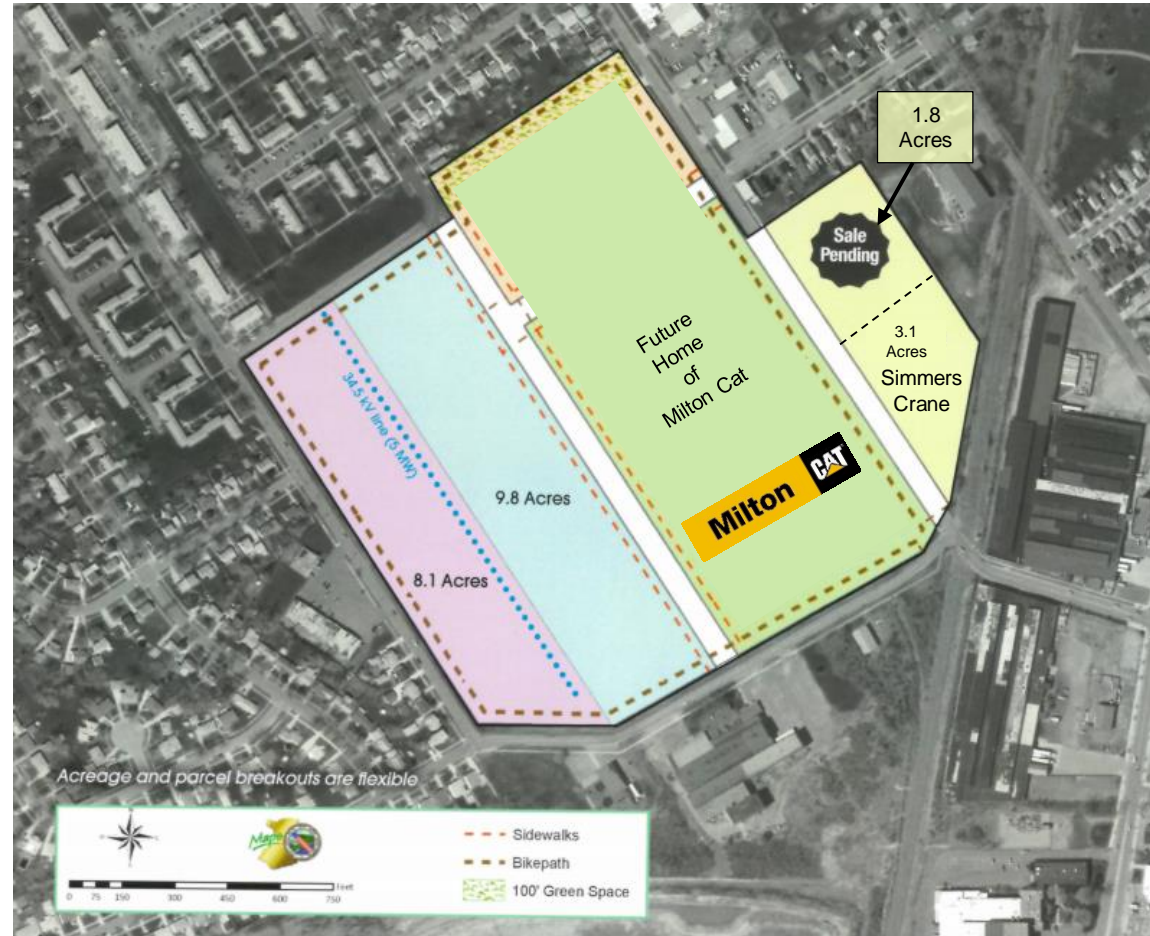 1.8
Acres
Sale
Pending
3.1
Acres
Simmers
Crane
Future
Home
of
Milton Cat
Milton CAT
34.5 kV line (5 MW)
9.8 Acres
8.1 Acres
Acreage and parcel breakouts are flexible
Maps
Sidewalks
Bikepath
100' Green Space
Feet
0 75 150 300 450 600 750